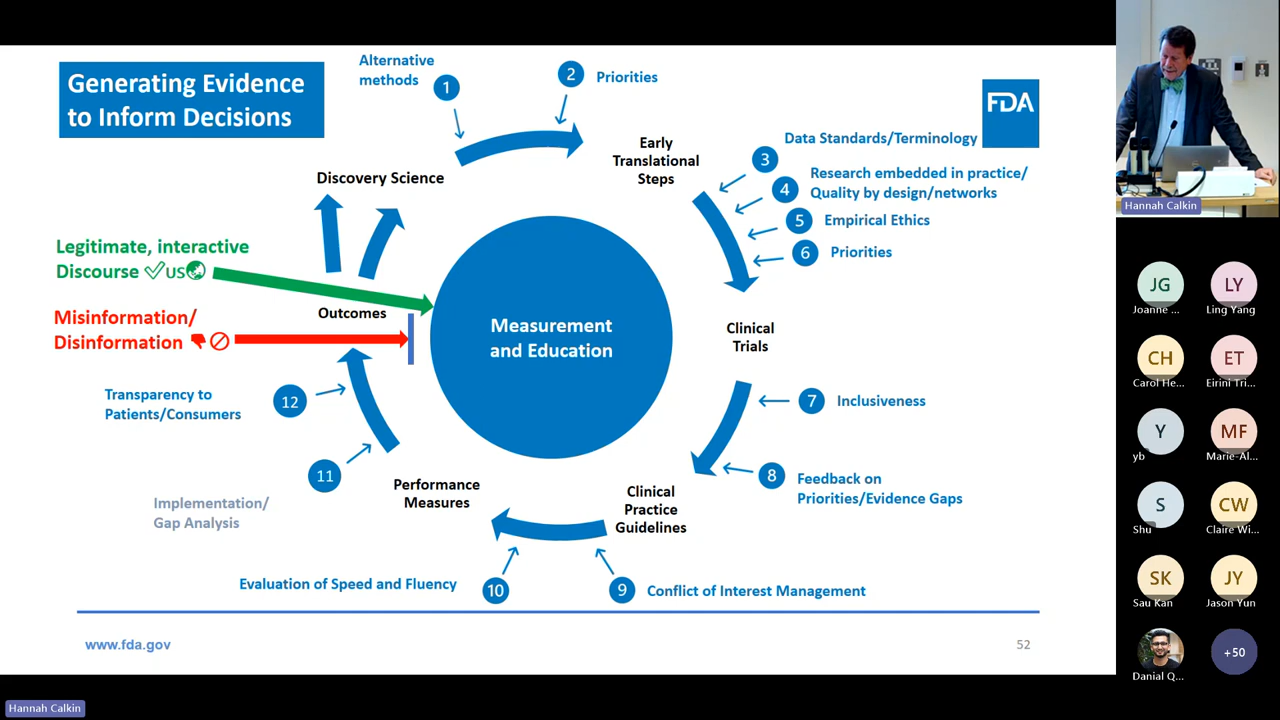 Generating Evidence
to Inform Decisions
Alternative
methods
1
2
Priorities
FDA
Early
Translational
Steps
Data Standards/Terminology
3
Research embedded in practice/
Quality by design/networks
4
5
Empirical Ethics
6
Priorities
Discovery Science
Legitimate, interactive
Discourse
US
Outcomes
Misinformation/
Disinformation
Measurement
and Education
Clinical
Trials
Transparency to
Patients/Consumers
12
7
Inclusiveness
11
Implementation/
Gap Analysis
Performance
Measures
Clinical
Practice
Guidelines
8
Feedback on
Priorities/Evidence Gaps
Evaluation of Speed and Fluency
10
9
Conflict of Interest Management
www.fda.gov
52
Hannah Calkin
Hannah Calkin
JG
Joanne ...
LY
Ling Yang
CH
Carol He...
ET
Eirini Tri...
Y
yb
MF
Marie-Al...
S
Shu
CW
Claire Wi...
SK
Sau Kan
JY
Jason Yun
Danial Q...
+50